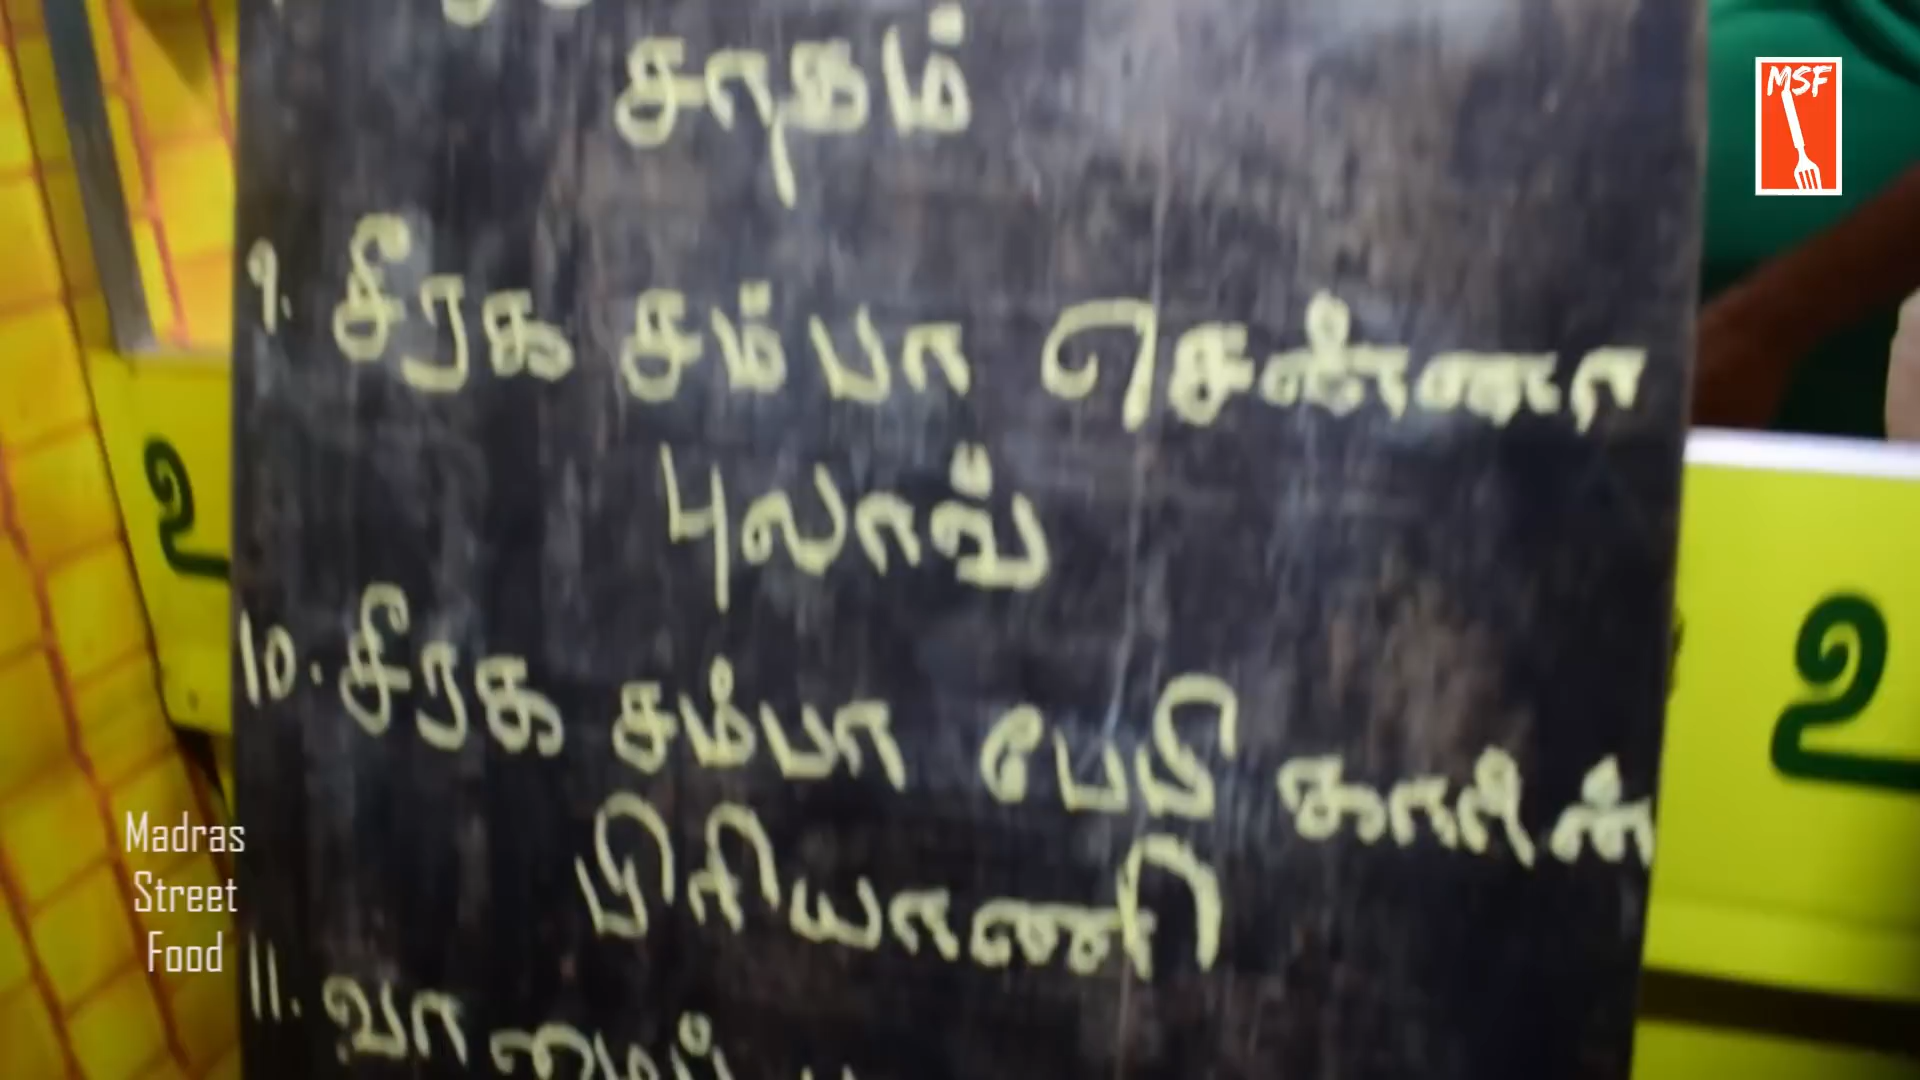 சாதம்
MSF
9. சீரக சம்பா சென்னா
புலாவ்
உ
10. சீரக சம்பா பேபி கார்ன்
உ
பிரியாணி
Madras
Street
Food
11.